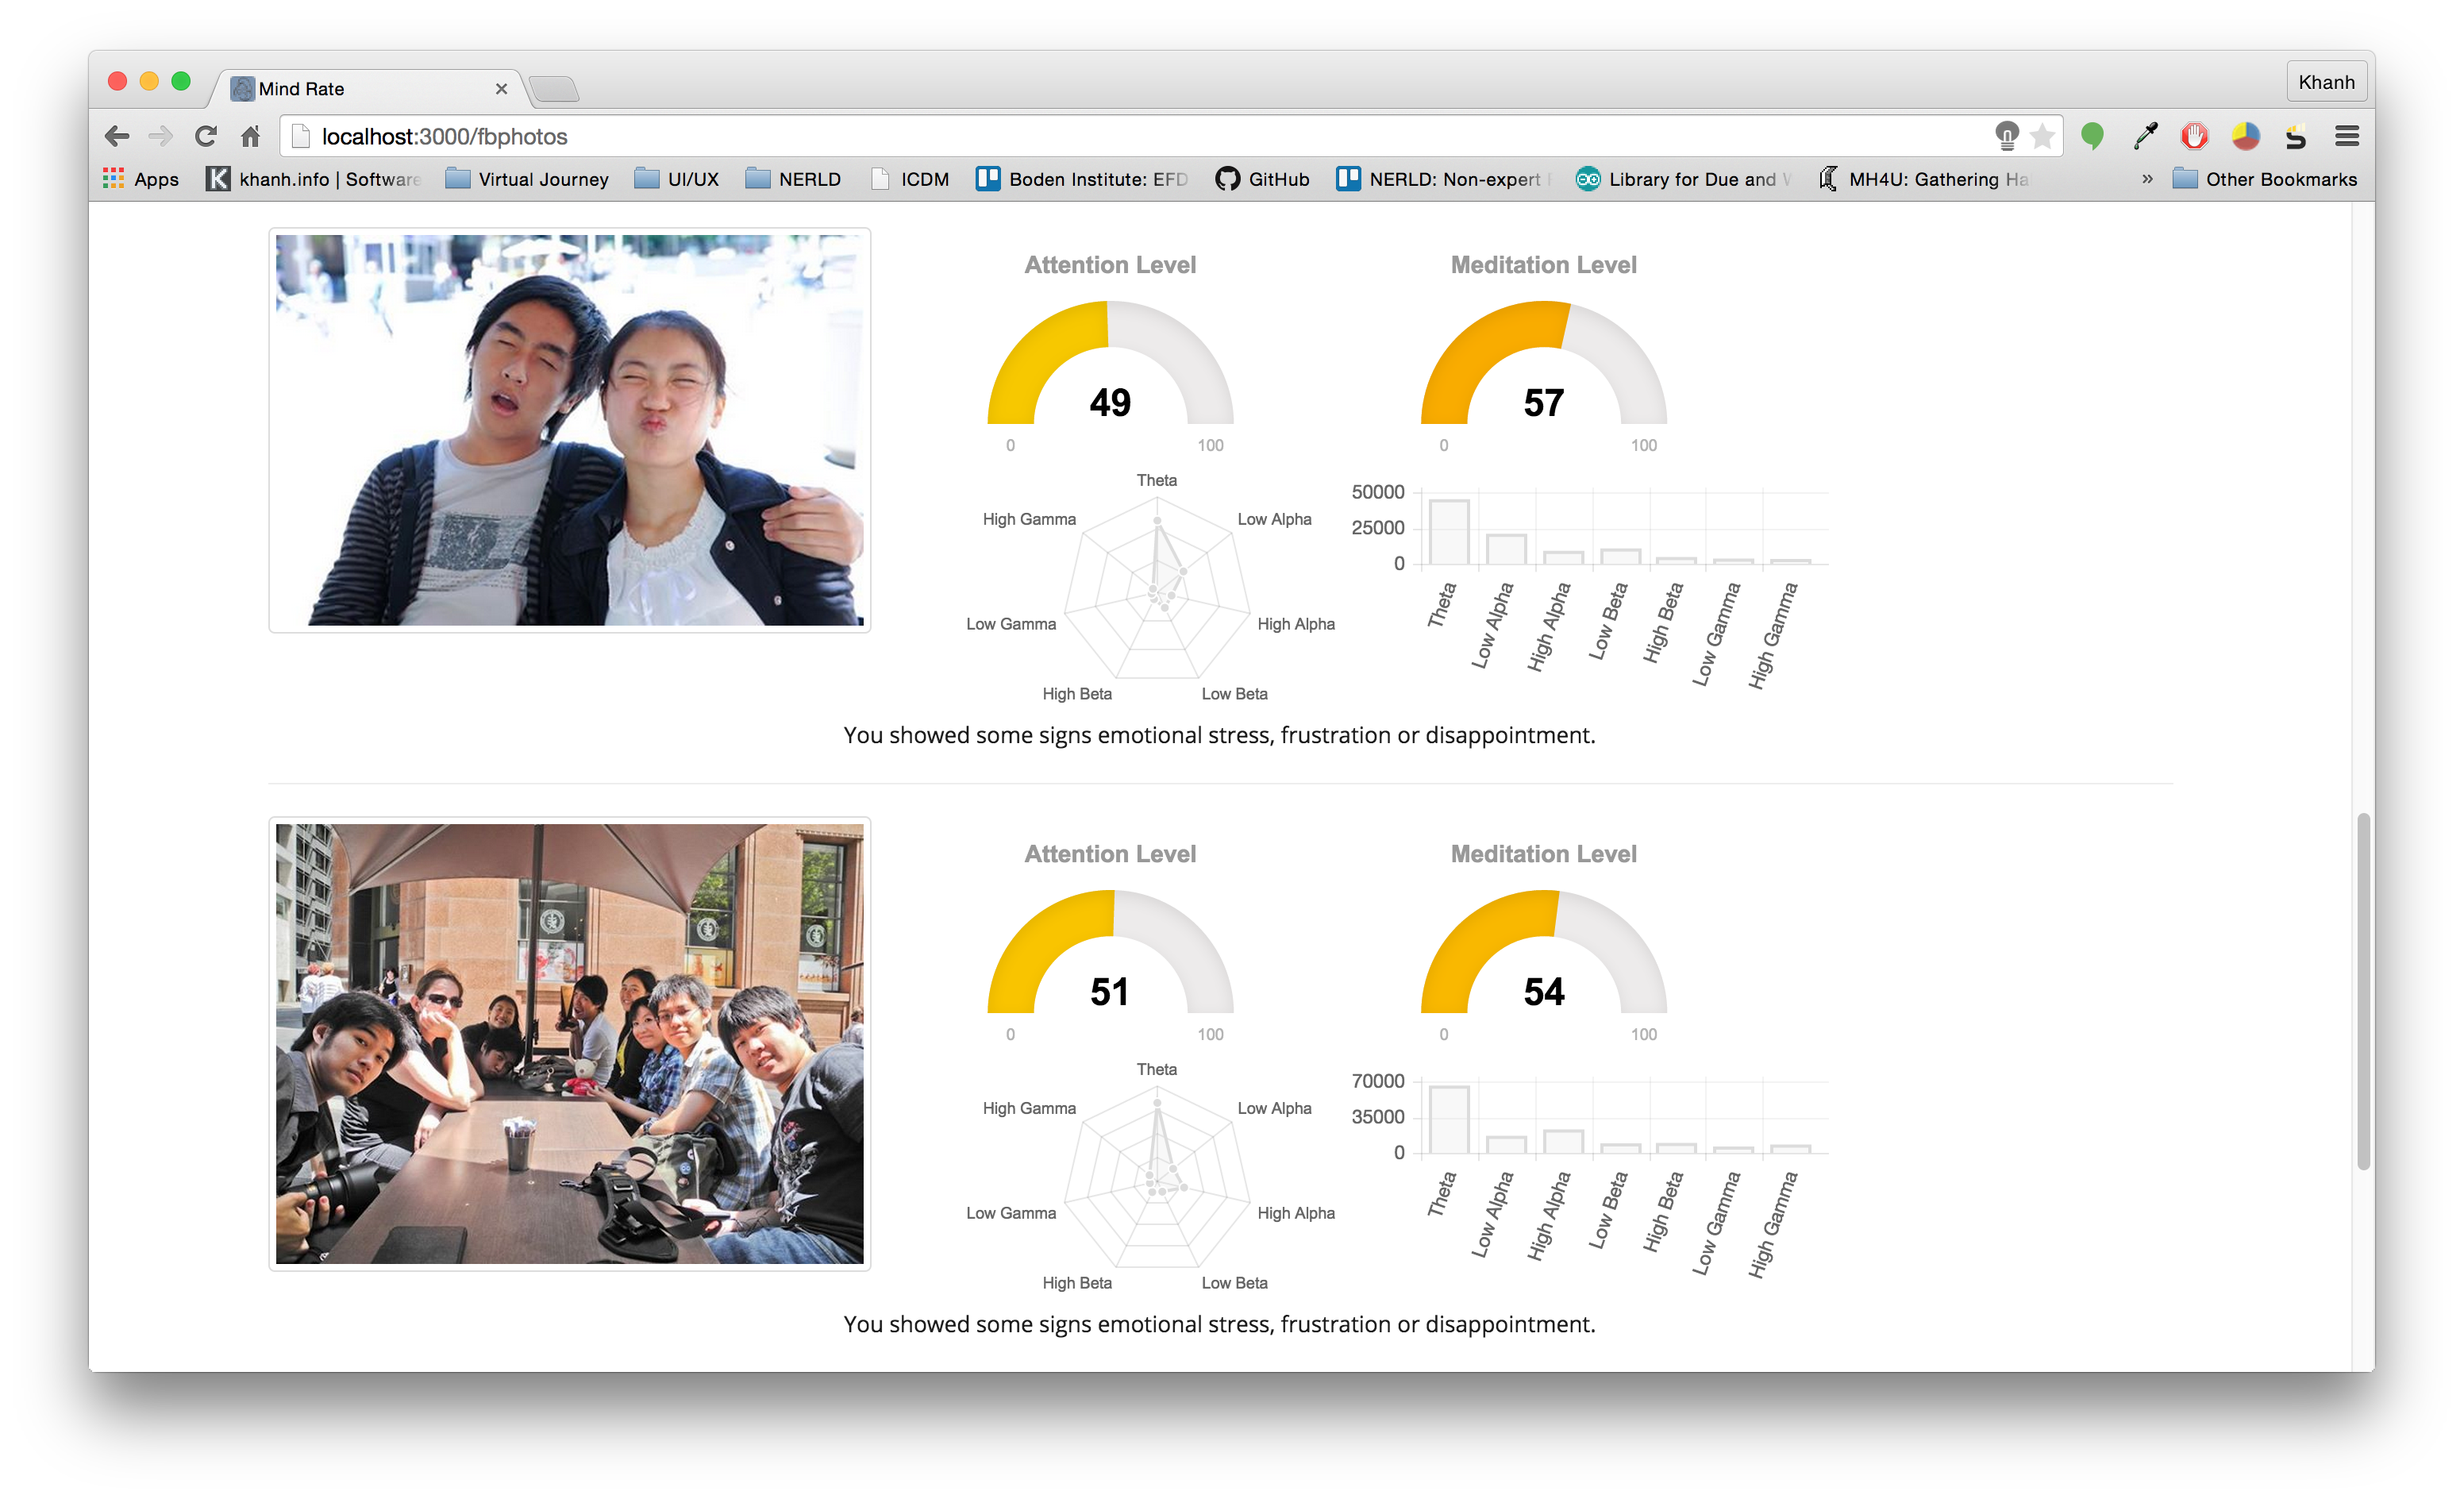 Mind Rate
Khanh
localhost:3000/fbphotos
Apps
khanh.info | Software
Virtual Journey
UI/UX
NERLD
ICDM
Boden Institute: EFD
GitHub
NERLD: Non-expert
Library for Due and
MH4U: Gathering Ha
»
Other Bookmarks
Attention Level
Meditation Level
49
57
0
100
0
100
Theta
High Gamma
Low Alpha
Low Gamma
High Alpha
High Beta
Low Beta
50000
25000
0
Theta
Low Alpha
High Alpha
Low Beta
High Beta
Low Gamma
High Gamma
You showed some signs emotional stress, frustration or disappointment.
Attention Level
Meditation Level
51
54
0
100
0
100
Theta
High Gamma
Low Alpha
Low Gamma
High Alpha
High Beta
Low Beta
70000
35000
0
Theta
Low Alpha
High Alpha
Low Beta
High Beta
Low Gamma
High Gamma
You showed some signs emotional stress, frustration or disappointment.